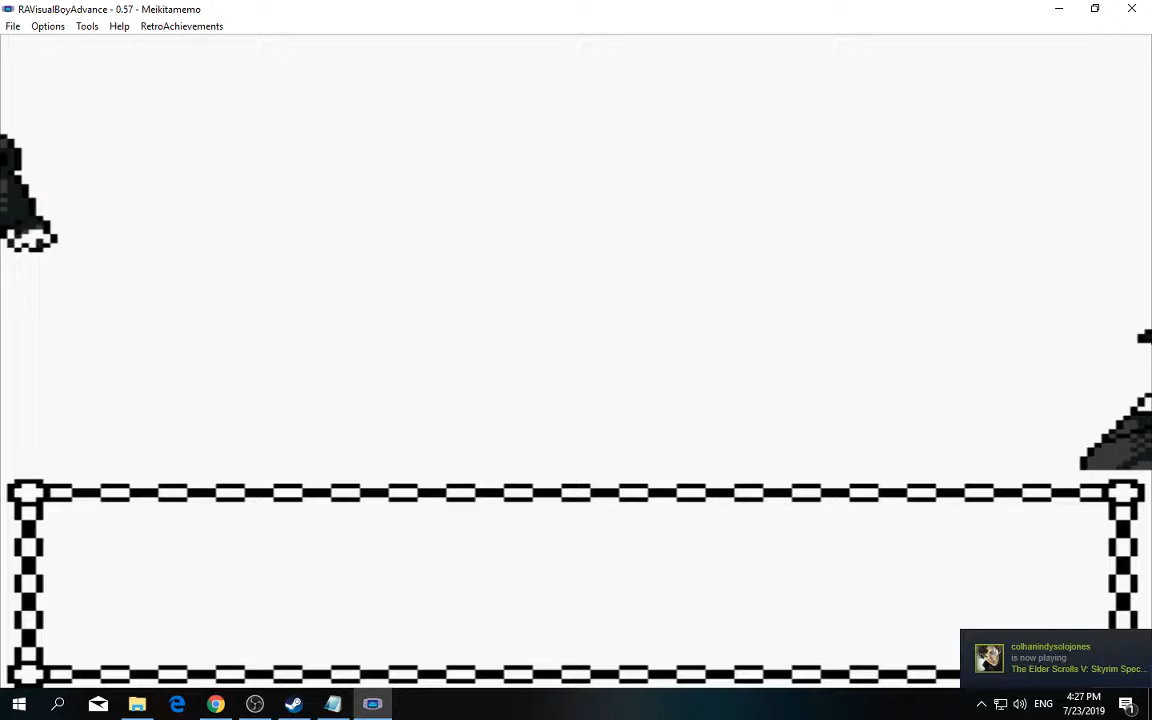 RAVisualBoyAdvance - 0.57 - Meikitamemo
File Options Tools Help RetroAchievements
colhanindysolojones
is now playing
The Elder Scrolls V: Skyrim Spec...
ENG
4:27 PM
7/23/2019
1